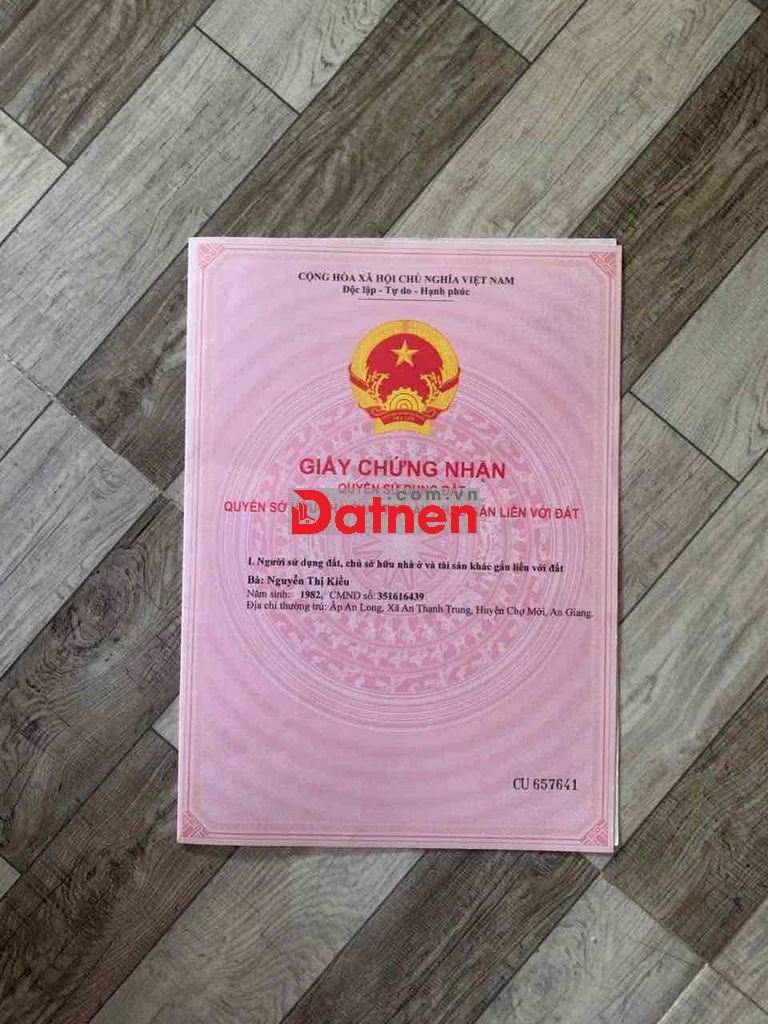 CỘNG HÒA XÃ HỘI CHỦ NGHĨA VIỆT NAM
Độc lập - Tự do - Hạnh phúc
GIẤY CHỨNG NHẬN
QUYỀN SỬ DỤNG ĐẤT
.com.vn
QUYỀN SỞ HỮU GẮN LIỀN VỚI ĐẤT
Datnen
I. Người sử dụng đất, chủ sở hữu nhà ở và tài sản khác gắn liền với đất
Bà: Nguyễn Thị Kiều
Năm sinh: 1982, CMND số: 351616439
Địa chỉ thường trú: Ấp An Long, Xã An Thạnh Trung, Huyện Chợ Mới, An Giang.
CU 657641